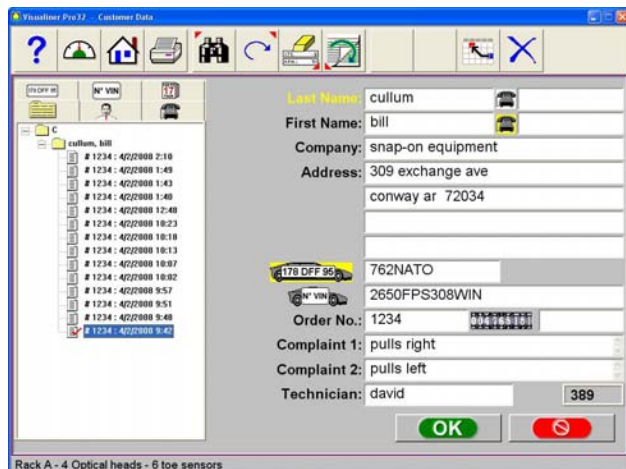 Visualiner Pro32 - Customer Data
?
17
N° VIN
C
cullum, bill
# 1234 : 4/2/2008 2:10
# 1234 : 4/2/2008 1:49
# 1234 : 4/2/2008 1:43
# 1234 : 4/2/2008 1:40
# 1234 : 4/2/2008 12:48
# 1234 : 4/2/2008 10:23
# 1234 : 4/2/2008 10:18
# 1234 : 4/2/2008 10:13
# 1234 : 4/2/2008 10:07
# 1234 : 4/2/2008 10:02
# 1234 : 4/2/2008 9:57
# 1234 : 4/2/2008 9:51
# 1234 : 4/2/2008 9:48
# 1234 : 4/2/2008 9:42
Last Name: cullum
First Name: bill
Company: snap-on equipment
Address: 309 exchange ave
conway ar 72034
178 DFF 95 762NATO
N° VIN 2650FPS308WIN
Order No.: 1234
Complaint 1: pulls right
Complaint 2: pulls left
Technician: david 389
OK
Rack A - 4 Optical heads - 6 toe sensors